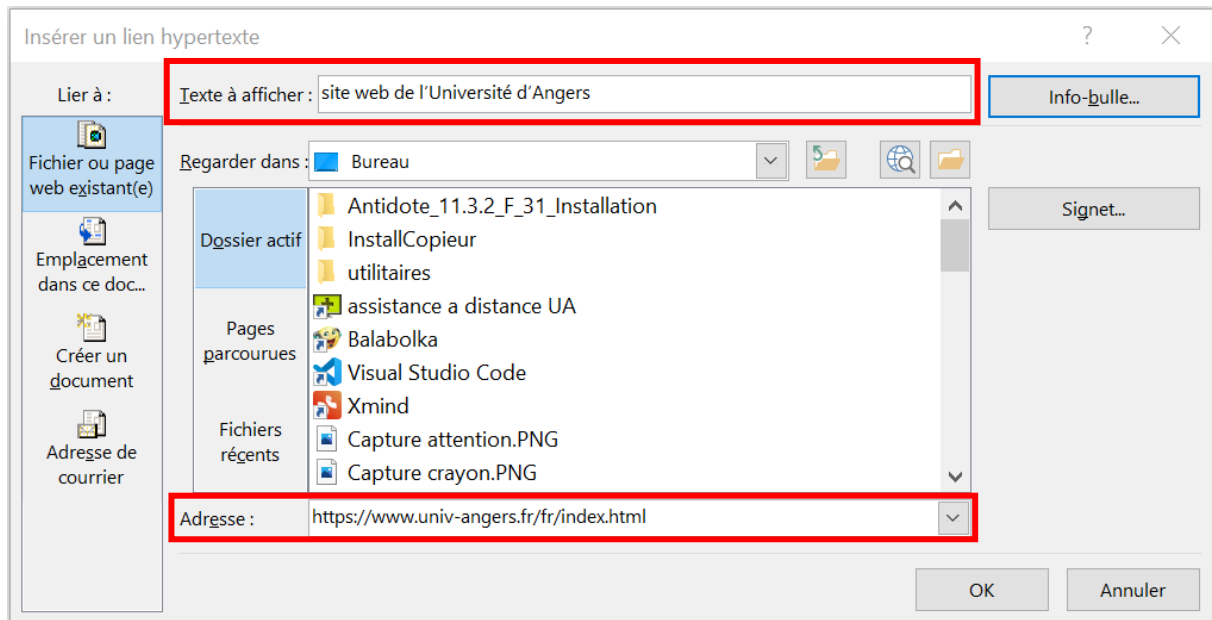 Insérer un lien hypertexte
?
Lier à :
Texte à afficher : site web de l’Université d’Angers
Info-bulle...
Fichier ou page
web existant(e)
Regarder dans : Bureau
Emplacement
dans ce doc...
Créer un
document
Adresse de
courrier
Dossier actif
Pages
parcourues
Fichiers
récents
Antidote_11.3.2_F_31_Installation
InstallCopieur
utilitaires
assistance a distance UA
Balabolka
Visual Studio Code
Xmind
Capture attention.PNG
Capture crayon.PNG
Signet...
Adresse : https://www.univ-angers.fr/fr/index.html
OK
Annuler